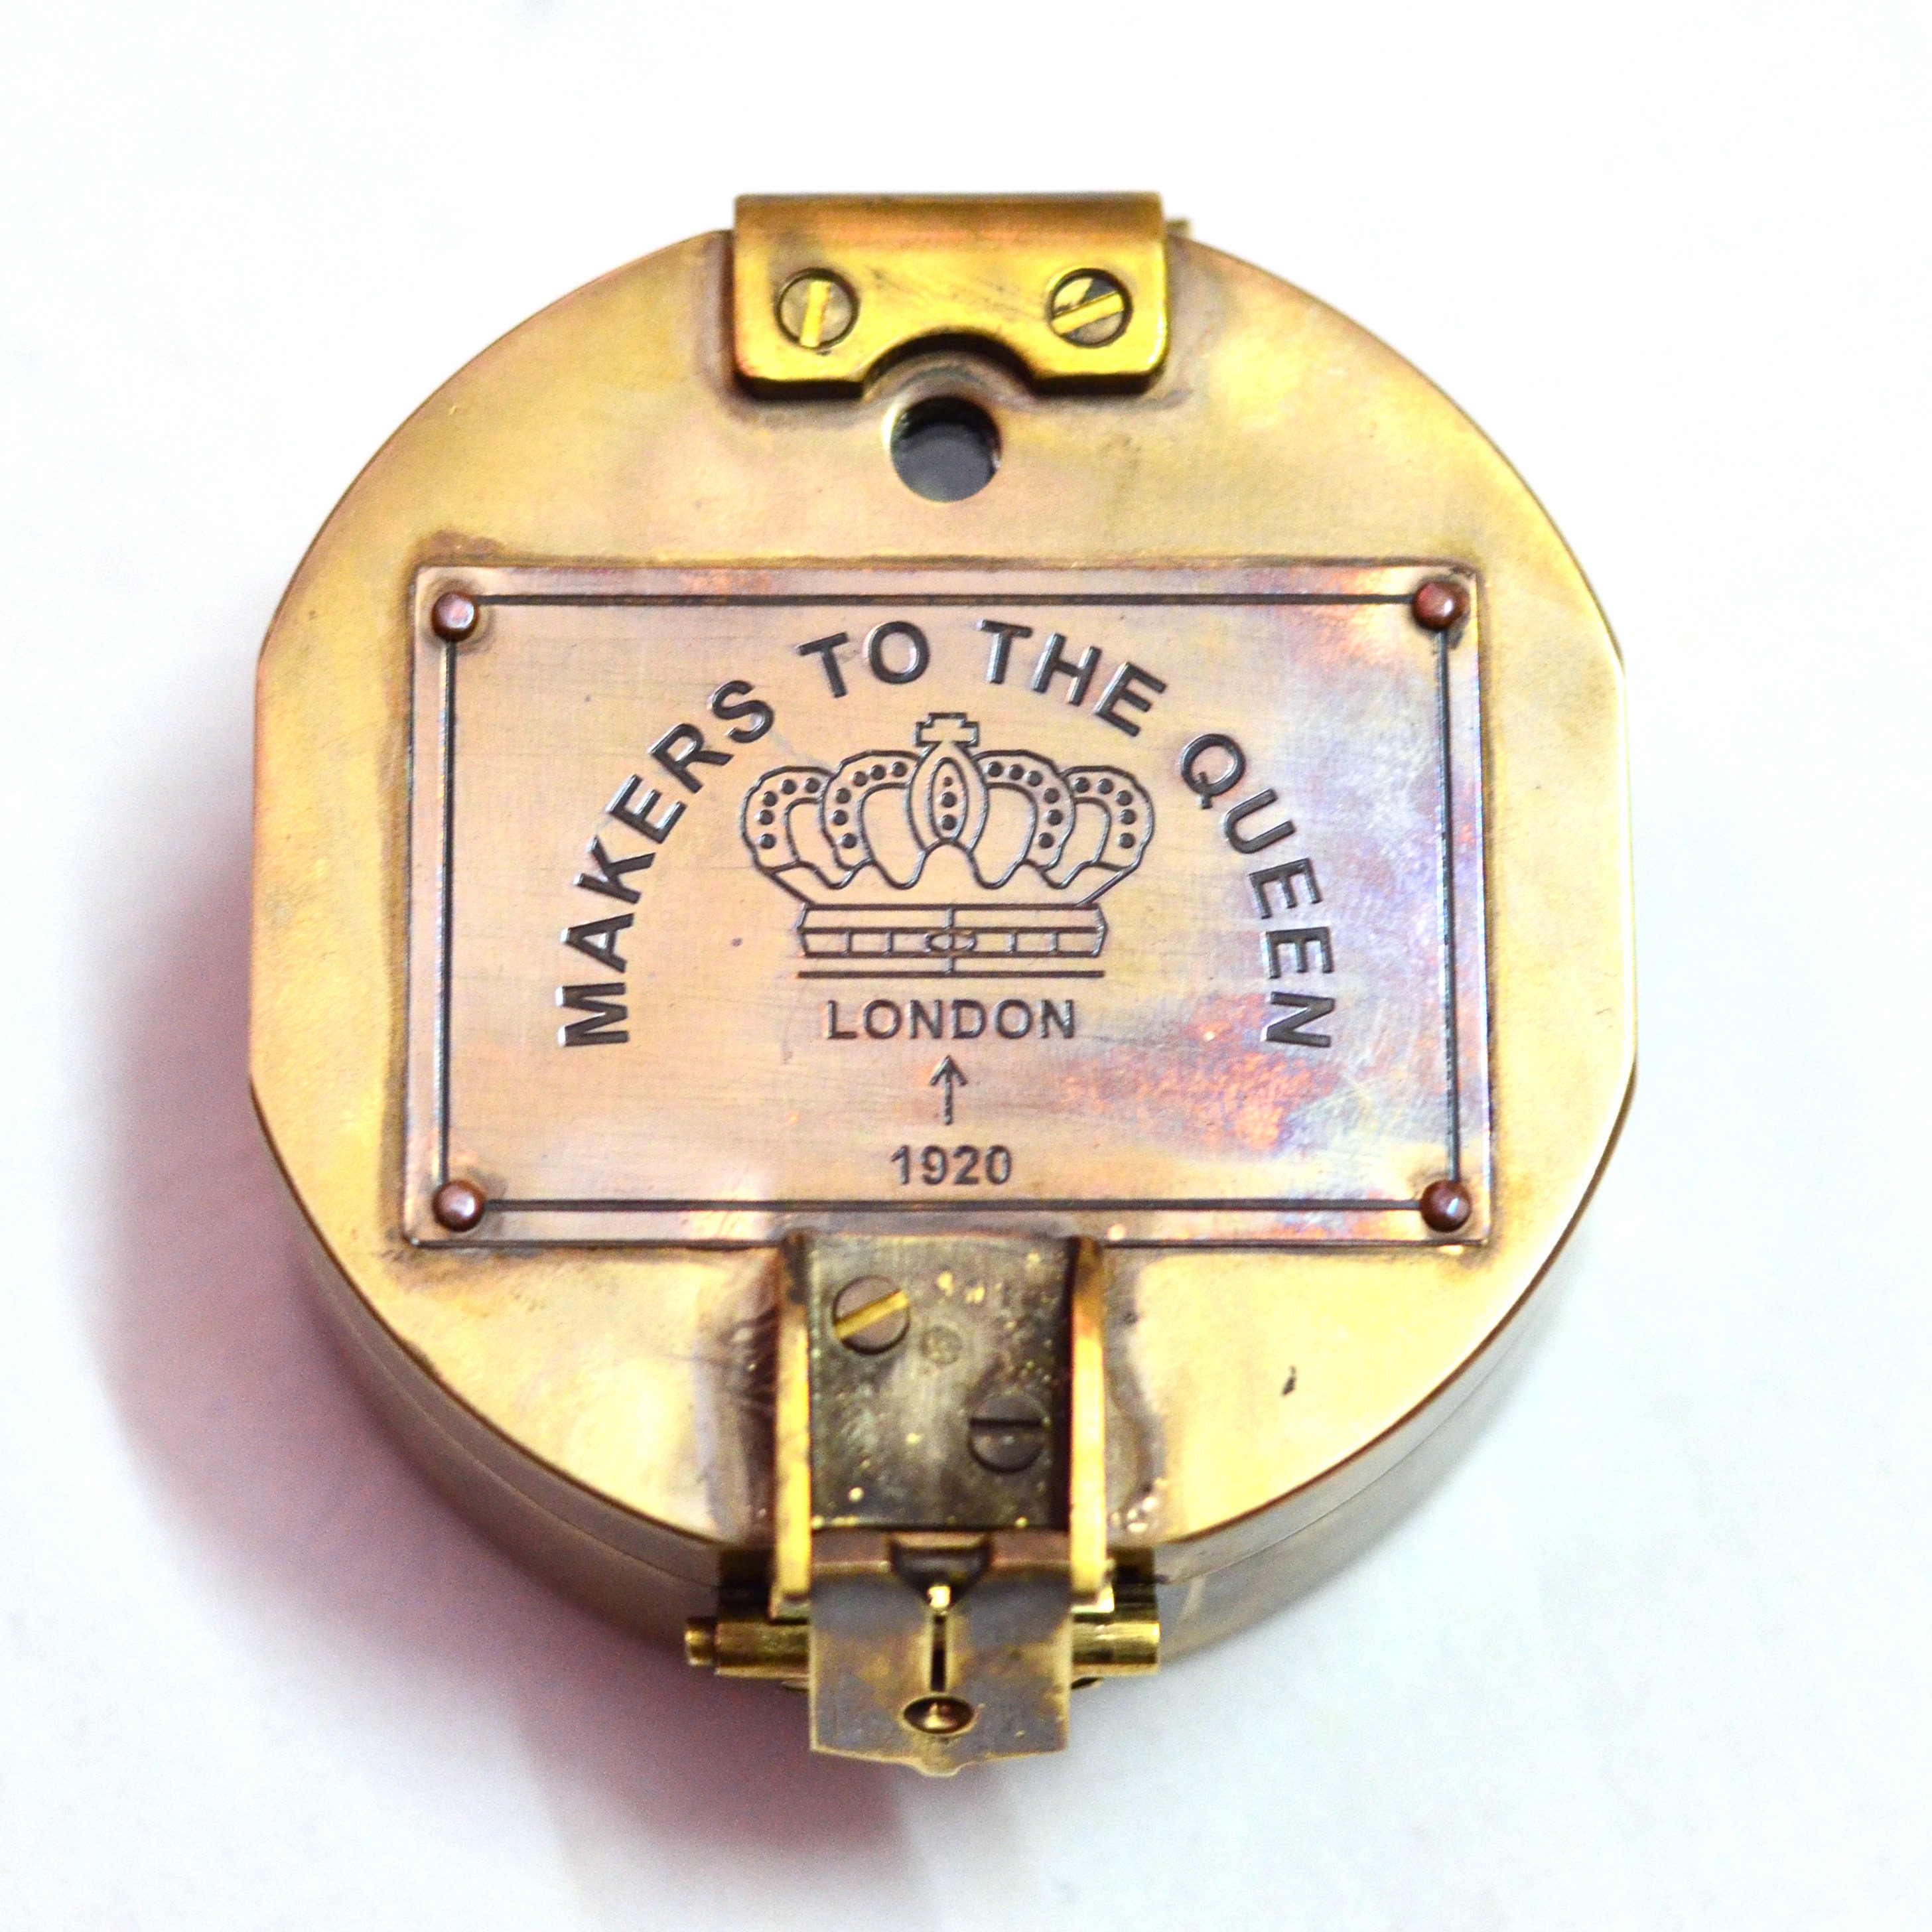 MAKERS TO THE QUEEN
LONDON
↑
1920